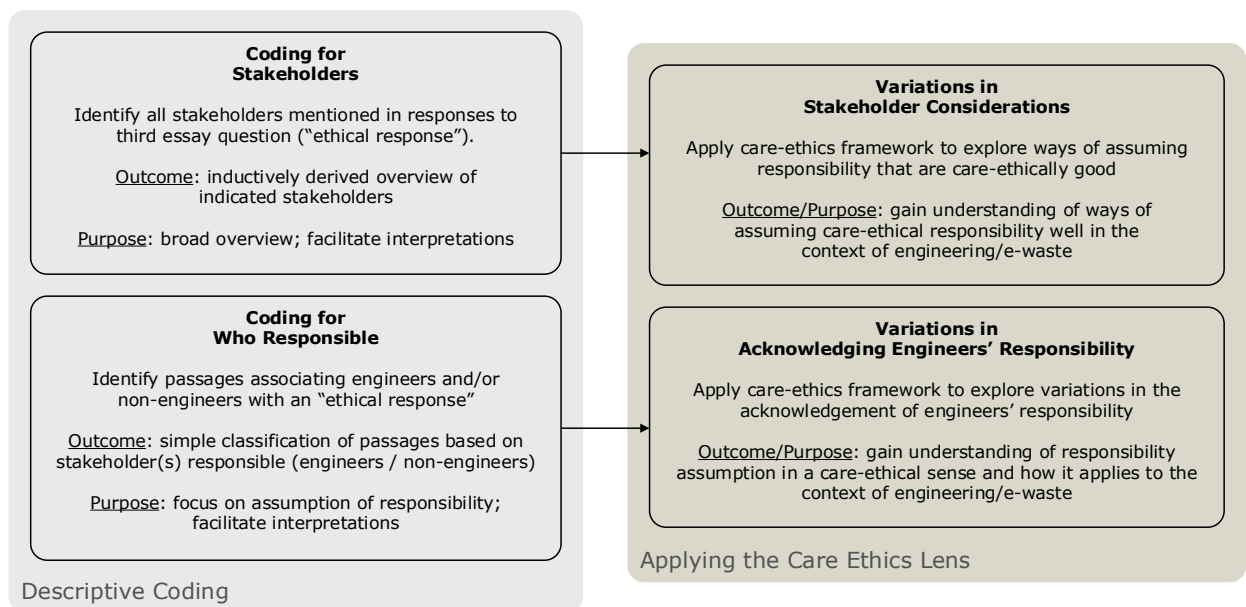 Coding for
Stakeholders
Identify all stakeholders mentioned in responses to
third essay question (“ethical response”).
Outcome: inductively derived overview of
indicated stakeholders
Purpose: broad overview; facilitate interpretations
Coding for
Who Responsible
Identify passages associating engineers and/or
non-engineers with an “ethical response”
Outcome: simple classification of passages based on
stakeholder(s) responsible (engineers / non-engineers)
Purpose: focus on assumption of responsibility;
facilitate interpretations
Descriptive Coding
Variations in
Stakeholder Considerations
Apply care-ethics framework to explore ways of assuming
responsibility that are care-ethically good
Outcome/Purpose: gain understanding of ways of
assuming care-ethical responsibility well in the
context of engineering/e-waste
Variations in
Acknowledging Engineers’ Responsibility
Apply care-ethics framework to explore variations in the
acknowledgement of engineers’ responsibility
Outcome/Purpose: gain understanding of responsibility
assumption in a care-ethical sense and how it applies to the
context of engineering/e-waste
Applying the Care Ethics Lens